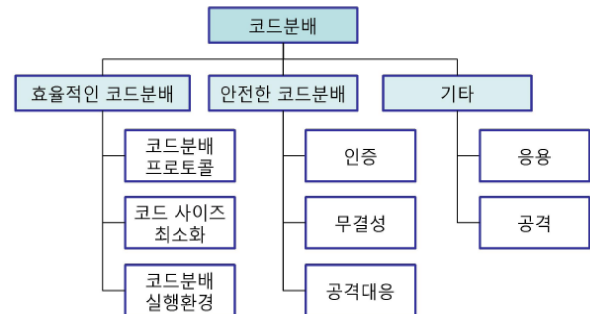 코드분배
효율적인 코드분배
안전한 코드분배
기타
코드분배
프로토콜
인증
응용
코드 사이즈
최소화
무결성
공격
코드분배
실행환경
공격대응